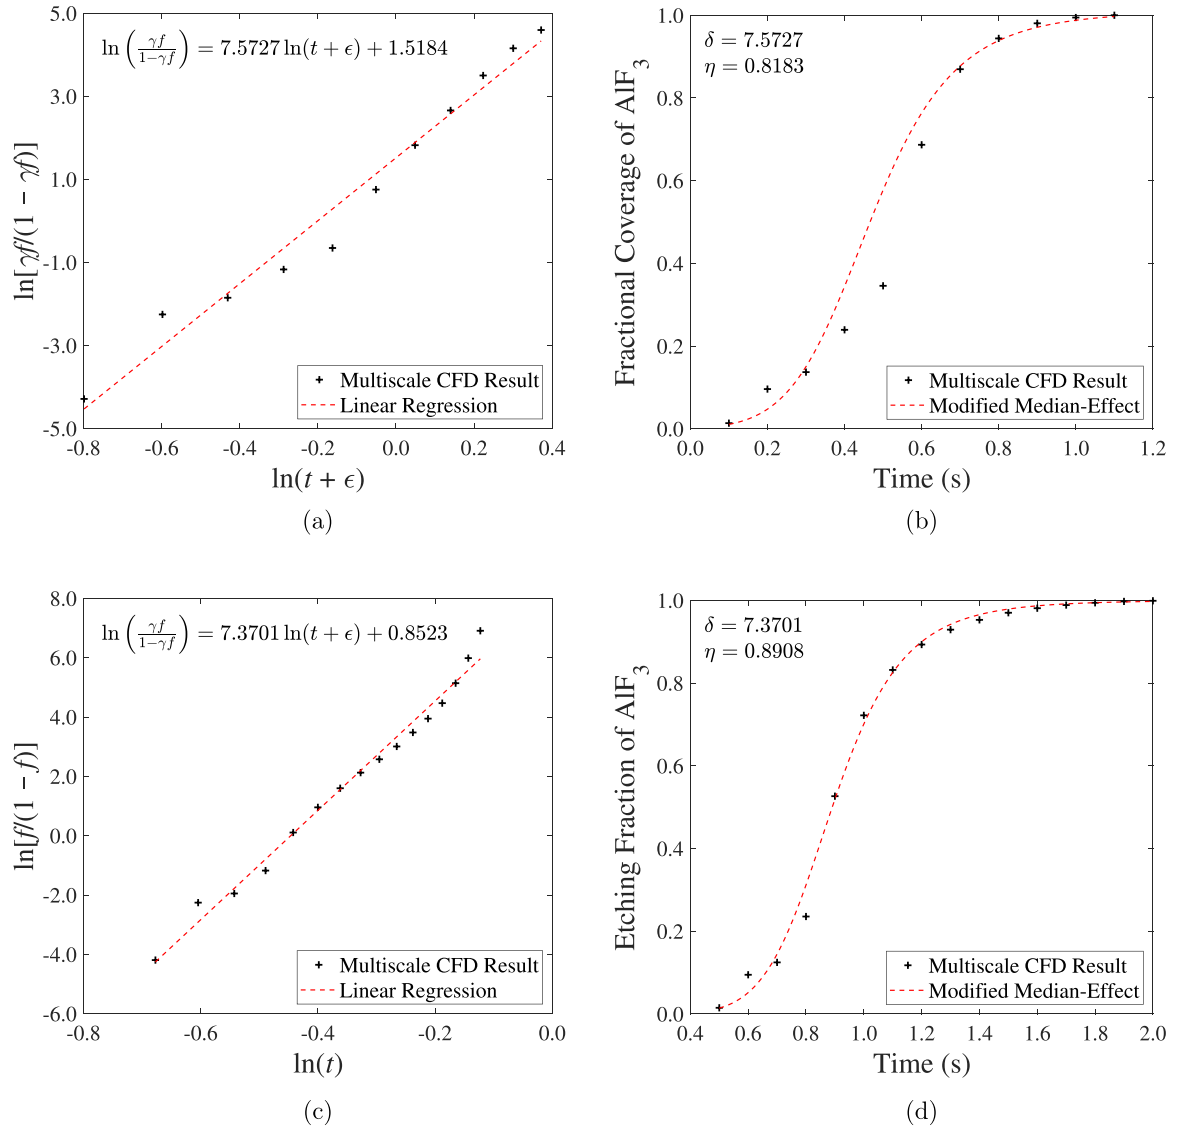 ln(γf/(1−γf)) = 7.5727 ln(t + ϵ) + 1.5184
5.0
3.0
1.0
-1.0
-3.0
-5.0
ln[γf/(1 − γf)]
Multiscale CFD Result
Linear Regression
-0.8 -0.6 -0.4 -0.2 0.0 0.2 0.4
ln(t + ϵ)
(a)
δ = 7.5727
η = 0.8183
1.0
0.8
0.6
0.4
0.2
0.0
Fractional Coverage of AlF3
Multiscale CFD Result
Modified Median-Effect
0.0 0.2 0.4 0.6 0.8 1.0 1.2
Time (s)
(b)
ln(γf/(1−γf)) = 7.3701 ln(t + ϵ) + 0.8523
8.0
6.0
4.0
2.0
0.0
-2.0
-4.0
-6.0
ln[f/(1 − f)]
Multiscale CFD Result
Linear Regression
-0.8 -0.6 -0.4 -0.2 0.0
ln(t)
(c)
δ = 7.3701
η = 0.8908
1.0
0.8
0.6
0.4
0.2
0.0
Etching Fraction of AlF3
Multiscale CFD Result
Modified Median-Effect
0.4 0.6 0.8 1.0 1.2 1.4 1.6 1.8 2.0
Time (s)
(d)